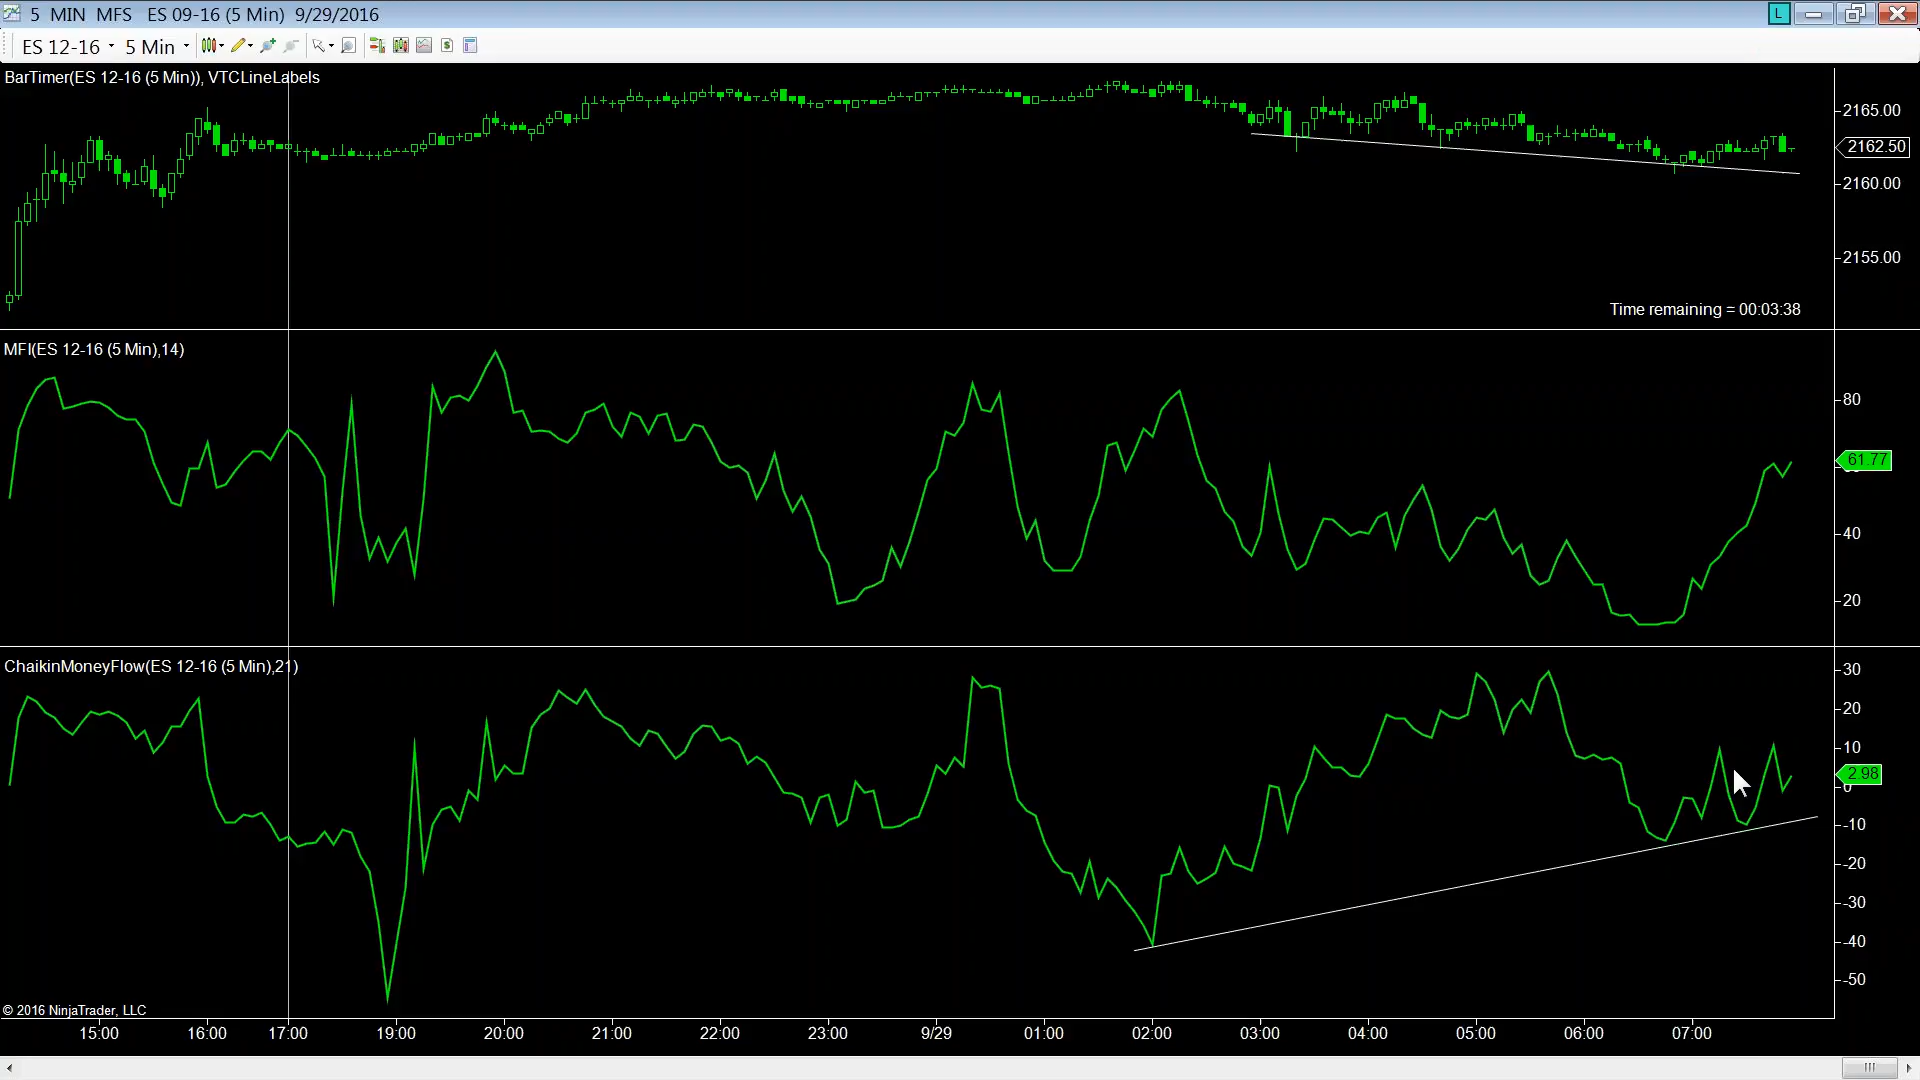 5 MIN MFS ES 09-16 (5 Min) 9/29/2016
L
ES 12-16 5 Min
BarTimer(ES 12-16 (5 Min)), VTCLineLabels
2165.00
2162.50
2160.00
2155.00
Time remaining = 00:03:38
MFI(ES 12-16 (5 Min),14)
80
61.77
40
20
ChaikinMoneyFlow(ES 12-16 (5 Min),21)
30
20
10
2.98
0
-10
-20
-30
-40
-50
© 2016 NinjaTrader, LLC
15:00 16:00 17:00 19:00 20:00 21:00 22:00 23:00 9/29 01:00 02:00 03:00 04:00 05:00 06:00 07:00